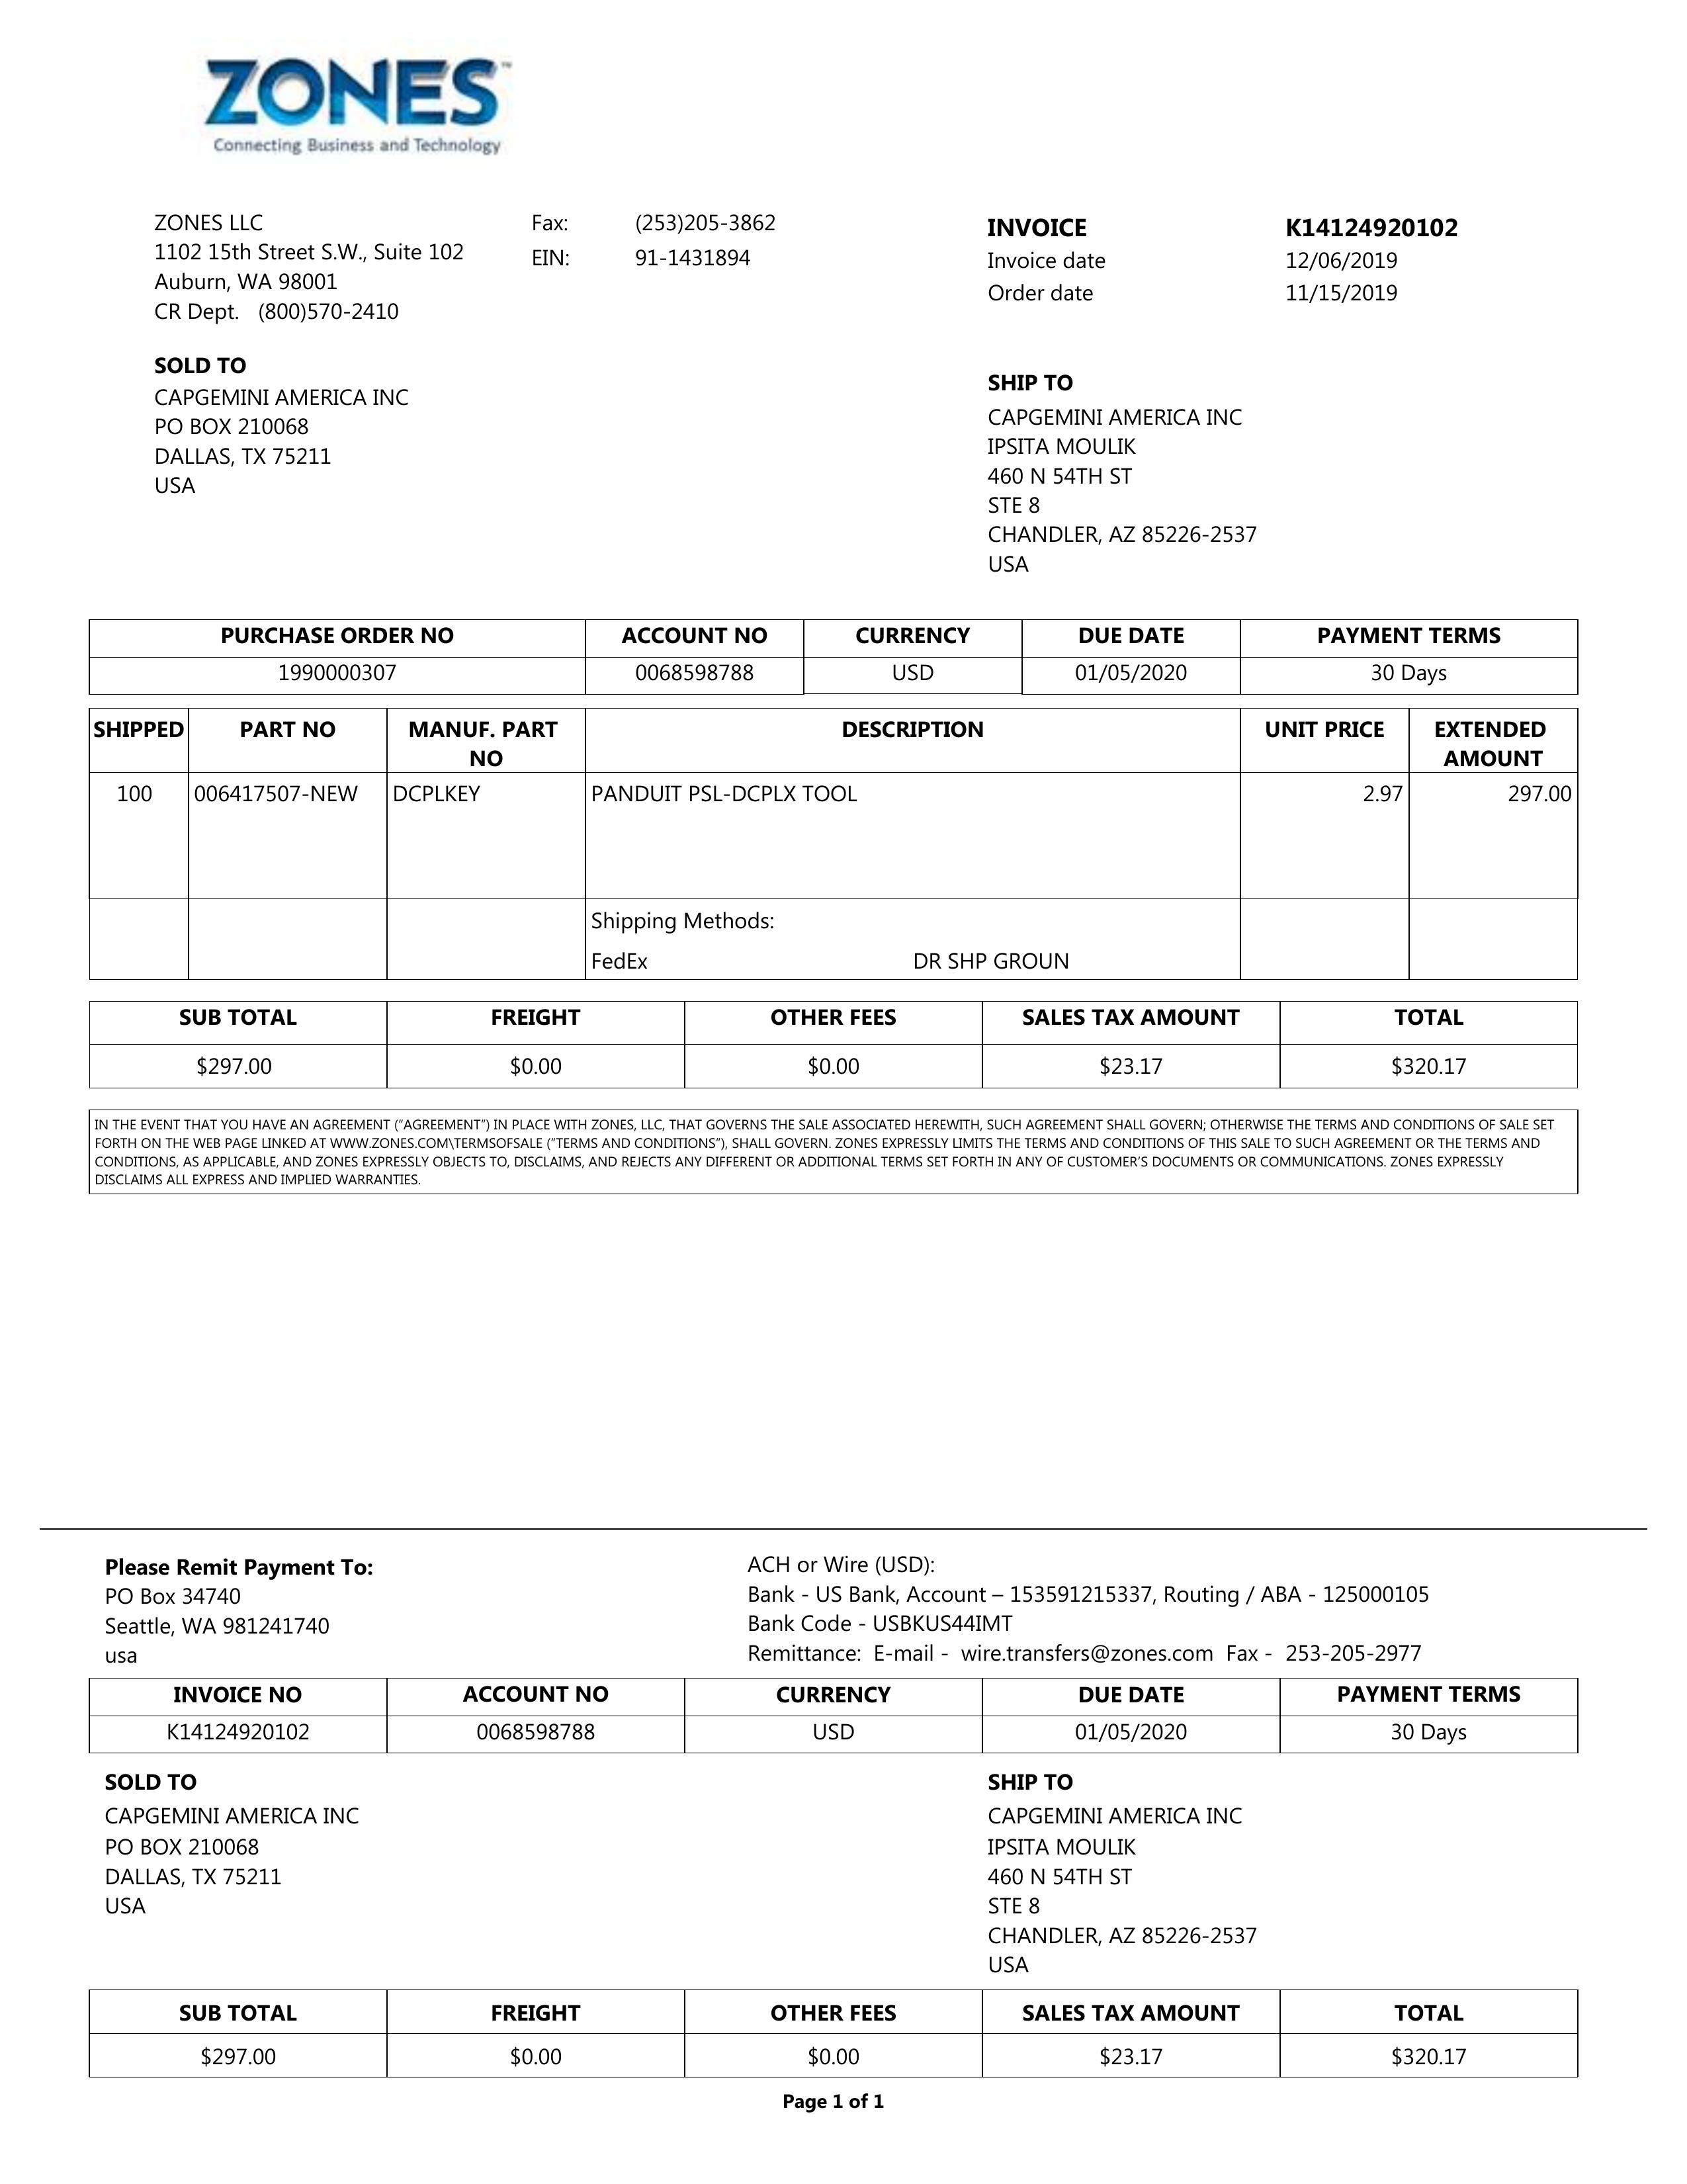 ZONES™
Connecting Business and Technology
ZONES LLC
1102 15th Street S.W., Suite 102
Auburn, WA 98001
CR Dept. (800)570-2410
Fax: (253)205-3862
EIN: 91-1431894
INVOICE K14124920102
Invoice date 12/06/2019
Order date 11/15/2019
SOLD TO
CAPGEMINI AMERICA INC
PO BOX 210068
DALLAS, TX 75211
USA
SHIP TO
CAPGEMINI AMERICA INC
IPSITA MOULIK
460 N 54TH ST
STE 8
CHANDLER, AZ 85226-2537
USA
PURCHASE ORDER NO ACCOUNT NO CURRENCY DUE DATE PAYMENT TERMS
1990000307 0068598788 USD 01/05/2020 30 Days
SHIPPED PART NO MANUF. PART NO DESCRIPTION UNIT PRICE EXTENDED AMOUNT
100 006417507-NEW DCPLKEY PANDUIT PSL-DCPLX TOOL 2.97 297.00
Shipping Methods:
FedEx DR SHP GROUN
SUB TOTAL FREIGHT OTHER FEES SALES TAX AMOUNT TOTAL
$297.00 $0.00 $0.00 $23.17 $320.17
IN THE EVENT THAT YOU HAVE AN AGREEMENT (“AGREEMENT”) IN PLACE WITH ZONES, LLC, THAT GOVERNS THE SALE ASSOCIATED HEREWITH, SUCH AGREEMENT SHALL GOVERN; OTHERWISE THE TERMS AND CONDITIONS OF SALE SET
FORTH ON THE WEB PAGE LINKED AT WWW.ZONES.COM\TERMSOFSALE (“TERMS AND CONDITIONS”), SHALL GOVERN. ZONES EXPRESSLY LIMITS THE TERMS AND CONDITIONS OF THIS SALE TO SUCH AGREEMENT OR THE TERMS AND
CONDITIONS, AS APPLICABLE, AND ZONES EXPRESSLY OBJECTS TO, DISCLAIMS, AND REJECTS ANY DIFFERENT OR ADDITIONAL TERMS SET FORTH IN ANY OF CUSTOMER’S DOCUMENTS OR COMMUNICATIONS. ZONES EXPRESSLY
DISCLAIMS ALL EXPRESS AND IMPLIED WARRANTIES.
Please Remit Payment To:
PO Box 34740
Seattle, WA 981241740
usa
ACH or Wire (USD):
Bank - US Bank, Account – 153591215337, Routing / ABA - 125000105
Bank Code - USBKUS44IMT
Remittance: E-mail - wire.transfers@zones.com Fax - 253-205-2977
INVOICE NO ACCOUNT NO CURRENCY DUE DATE PAYMENT TERMS
K14124920102 0068598788 USD 01/05/2020 30 Days
SOLD TO
CAPGEMINI AMERICA INC
PO BOX 210068
DALLAS, TX 75211
USA
SHIP TO
CAPGEMINI AMERICA INC
IPSITA MOULIK
460 N 54TH ST
STE 8
CHANDLER, AZ 85226-2537
USA
SUB TOTAL FREIGHT OTHER FEES SALES TAX AMOUNT TOTAL
$297.00 $0.00 $0.00 $23.17 $320.17
Page 1 of 1